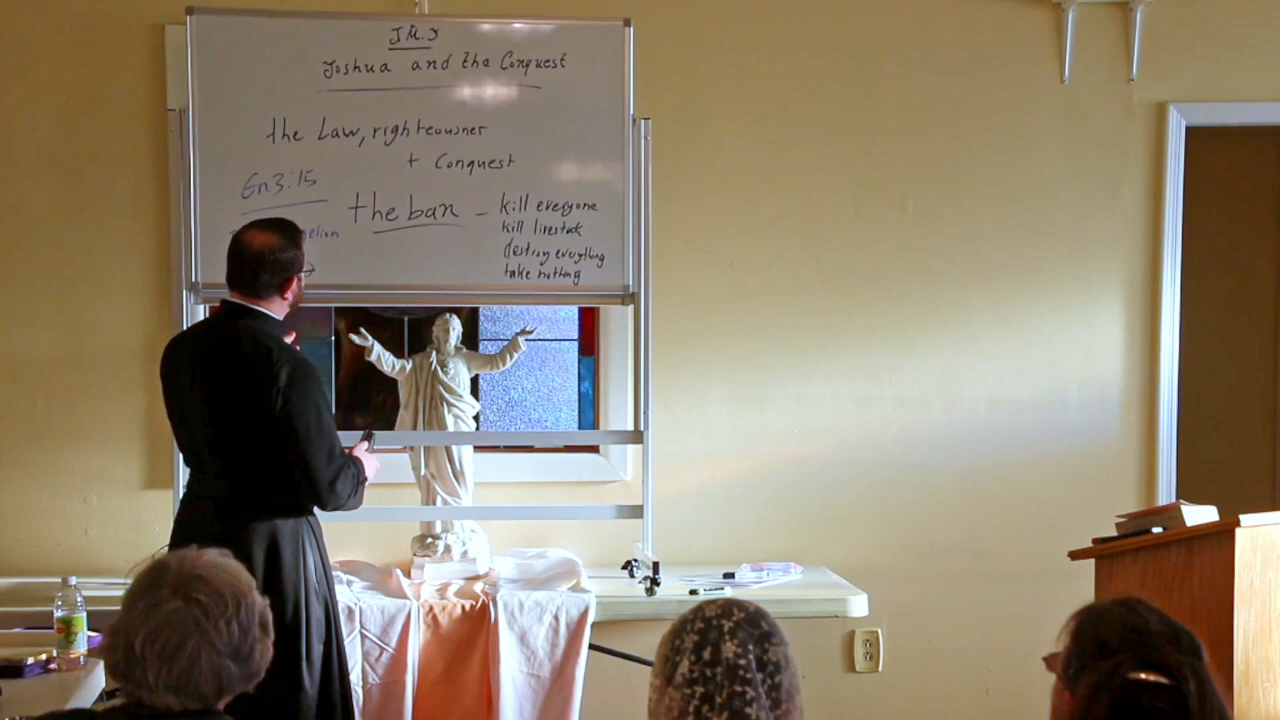 J.M.J
Joshua and the Conquest
the Law, righteousner
+ Conquest
Gn.3:15
the ban - kill everyone
kill livestock
destroy everything
take nothing